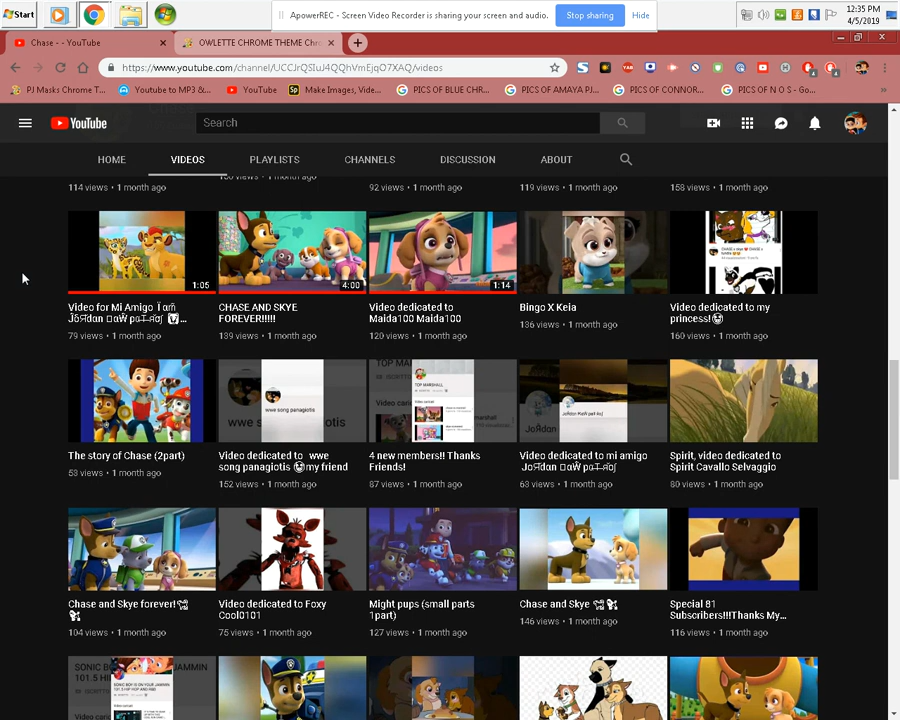 Start
ApowerREC - Screen Video Recorder is sharing your screen and audio.
Stop sharing
Hide
12:35 PM
4/5/2019
Chase - - YouTube
OWLETTE CHROME THEME Chr
https://www.youtube.com/channel/UCCJrQSIuJ4QQhVmEjqO7XAQ/videos
PJ Masks Chrome T...
Youtube to MP3 &...
YouTube
Make Images, Vide...
PICS OF BLUE CHR...
PICS OF AMAYA PJ...
PICS OF CONNOR...
PICS OF N O S - Go...
YouTube
Search
HOME
VIDEOS
PLAYLISTS
CHANNELS
DISCUSSION
ABOUT
114 views • 1 month ago
1 month ago
92 views • 1 month ago
119 views • 1 month ago
158 views • 1 month ago
1:05
4:00
1:14
Video for Mi Amigo
79 views • 1 month ago
CHASE AND SKYE
FOREVER!!!!
139 views • 1 month ago
Video dedicated to
Maida100 Maida100
120 views • 1 month ago
Bingo X Keia
136 views • 1 month ago
Video dedicated to my
princess!
160 views • 1 month ago
wwe song panagiotis
TOP MARSHALL
The story of Chase (2part)
53 views • 1 month ago
Video dedicated to wwe
song panagiotis my friend
152 views • 1 month ago
4 new members!! Thanks
Friends!
87 views • 1 month ago
Video dedicated to mi amigo
63 views • 1 month ago
Spirit, video dedicated to
Spirit Cavallo Selvaggio
80 views • 1 month ago
Chase and Skye forever!
104 views • 1 month ago
Video dedicated to Foxy
Cool0101
75 views • 1 month ago
Might pups (small parts
1part)
127 views • 1 month ago
Chase and Skye
146 views • 1 month ago
Special 81
Subscribers!!!Thanks My...
116 views • 1 month ago